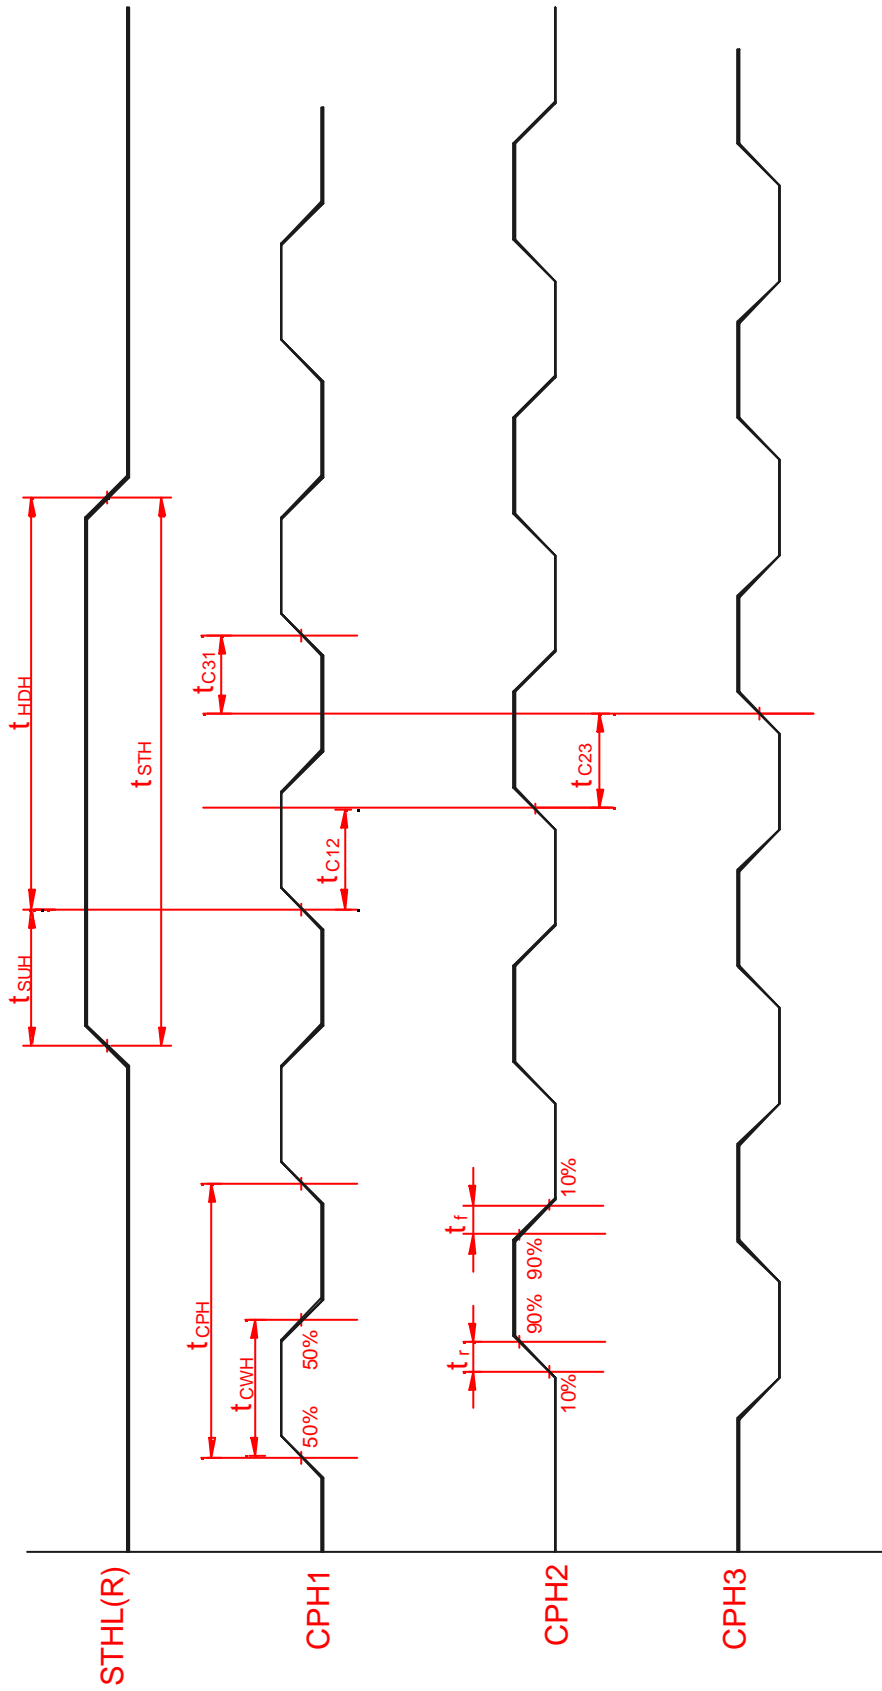 STHL(R)
tSUH
tHDH
tSTH
CPH1
tCPH
tCWH
50%
50%
tC12
tC31
CPH2
tr
tf
10%
90%
90%
10%
tC23
CPH3